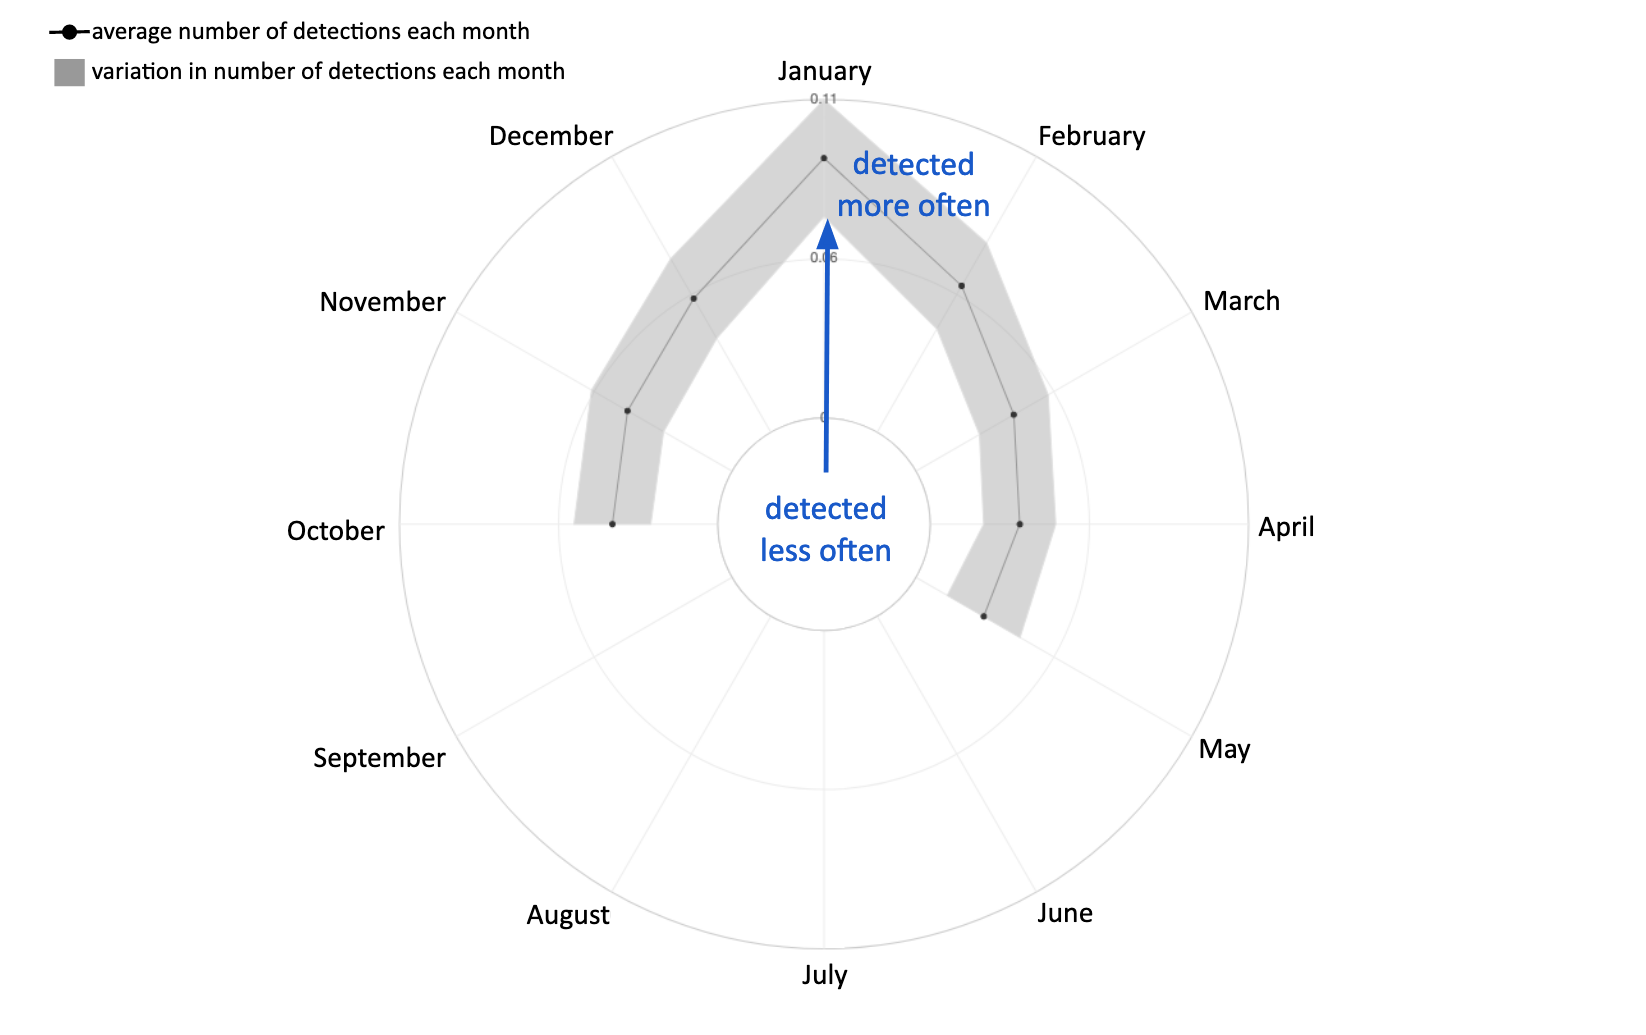 average number of detections each month
variation in number of detections each month
January
0.11
December
February
detected
more often
0.06
November
March
0
detected
less often
October
April
September
May
August
June
July